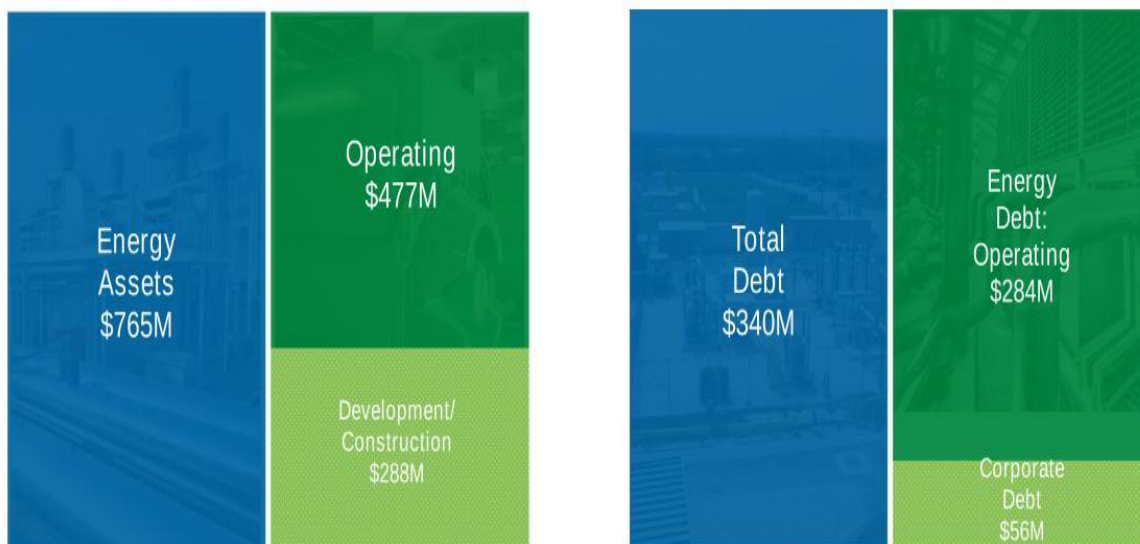 Energy
Assets
$765M
Operating
$477M
Development/
Construction
$288M
Total
Debt
$340M
Energy
Debt:
Operating
$284M
Corporate
Debt
$56M